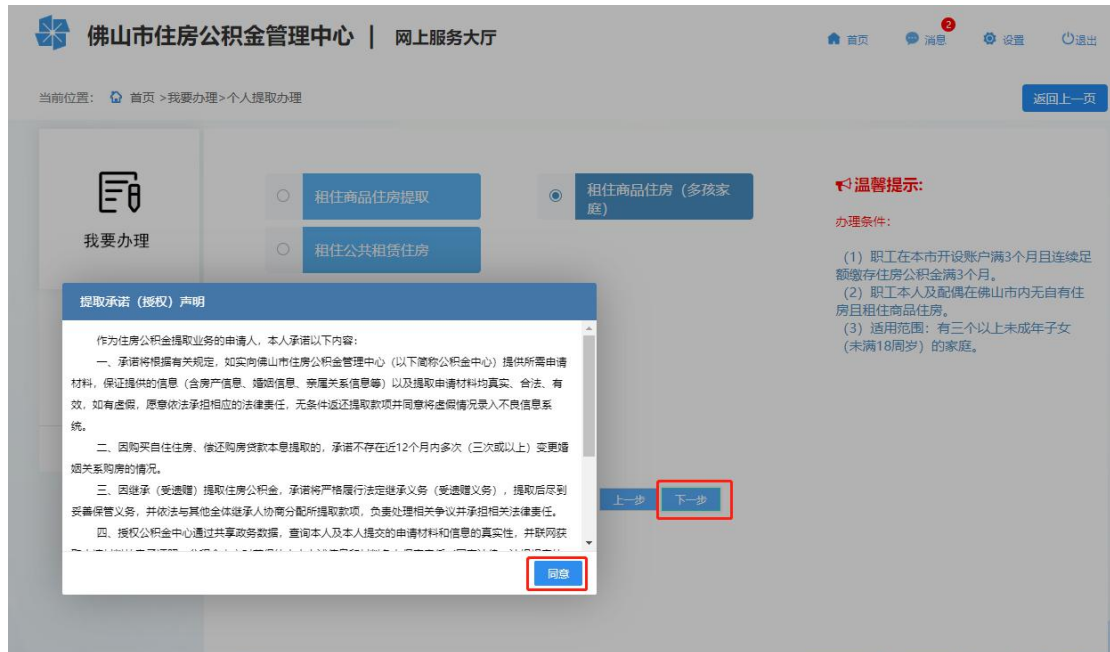 佛山市住房公积金管理中心 | 网上服务大厅
首页
消息
2
设置
退出
当前位置： 首页 >我要办理>个人提取办理
返回上一页
我要办理
租住商品住房提取
租住商品住房（多孩家
庭）
租住公共租赁住房
温馨提示:
办理条件：
（1）职工在本市开设账户满3个月且连续足
额缴存住房公积金满3个月。
（2）职工本人及配偶在佛山市内无自有住
房且租住商品住房。
（3）适用范围：有三个以上未成年子女
（未满18周岁）的家庭。
提取承诺（授权）声明
作为住房公积金提取业务的申请人，本人承诺以下内容：
一、承诺将根据有关规定，如实向佛山市住房公积金管理中心（以下简称公积金中心）提供所需申请
材料，保证提供的信息（含房产信息、婚姻信息、亲属关系信息等）以及提取申请材料均真实、合法、有
效，如有虚假，愿意依法承担相应的法律责任，无条件返还提取款项并同意将虚假情况录入不良信息系
统。
二、因购买自住住房、偿还购房贷款本息提取的，承诺不存在近12个月内多次（三次或以上）变更婚
姻关系购房的情况。
三、因继承（受遗赠）提取住房公积金，承诺将严格履行法定继承义务（受遗赠义务），提取后尽到
妥善保管义务，并依法与其他全体继承人协商分配所提取款项，负责处理相关争议并承担相关法律责任。
四、授权公积金中心通过共享政务数据，查询本人及本人提交的申请材料和信息的真实性，并联网获
同意
上一步
下一步